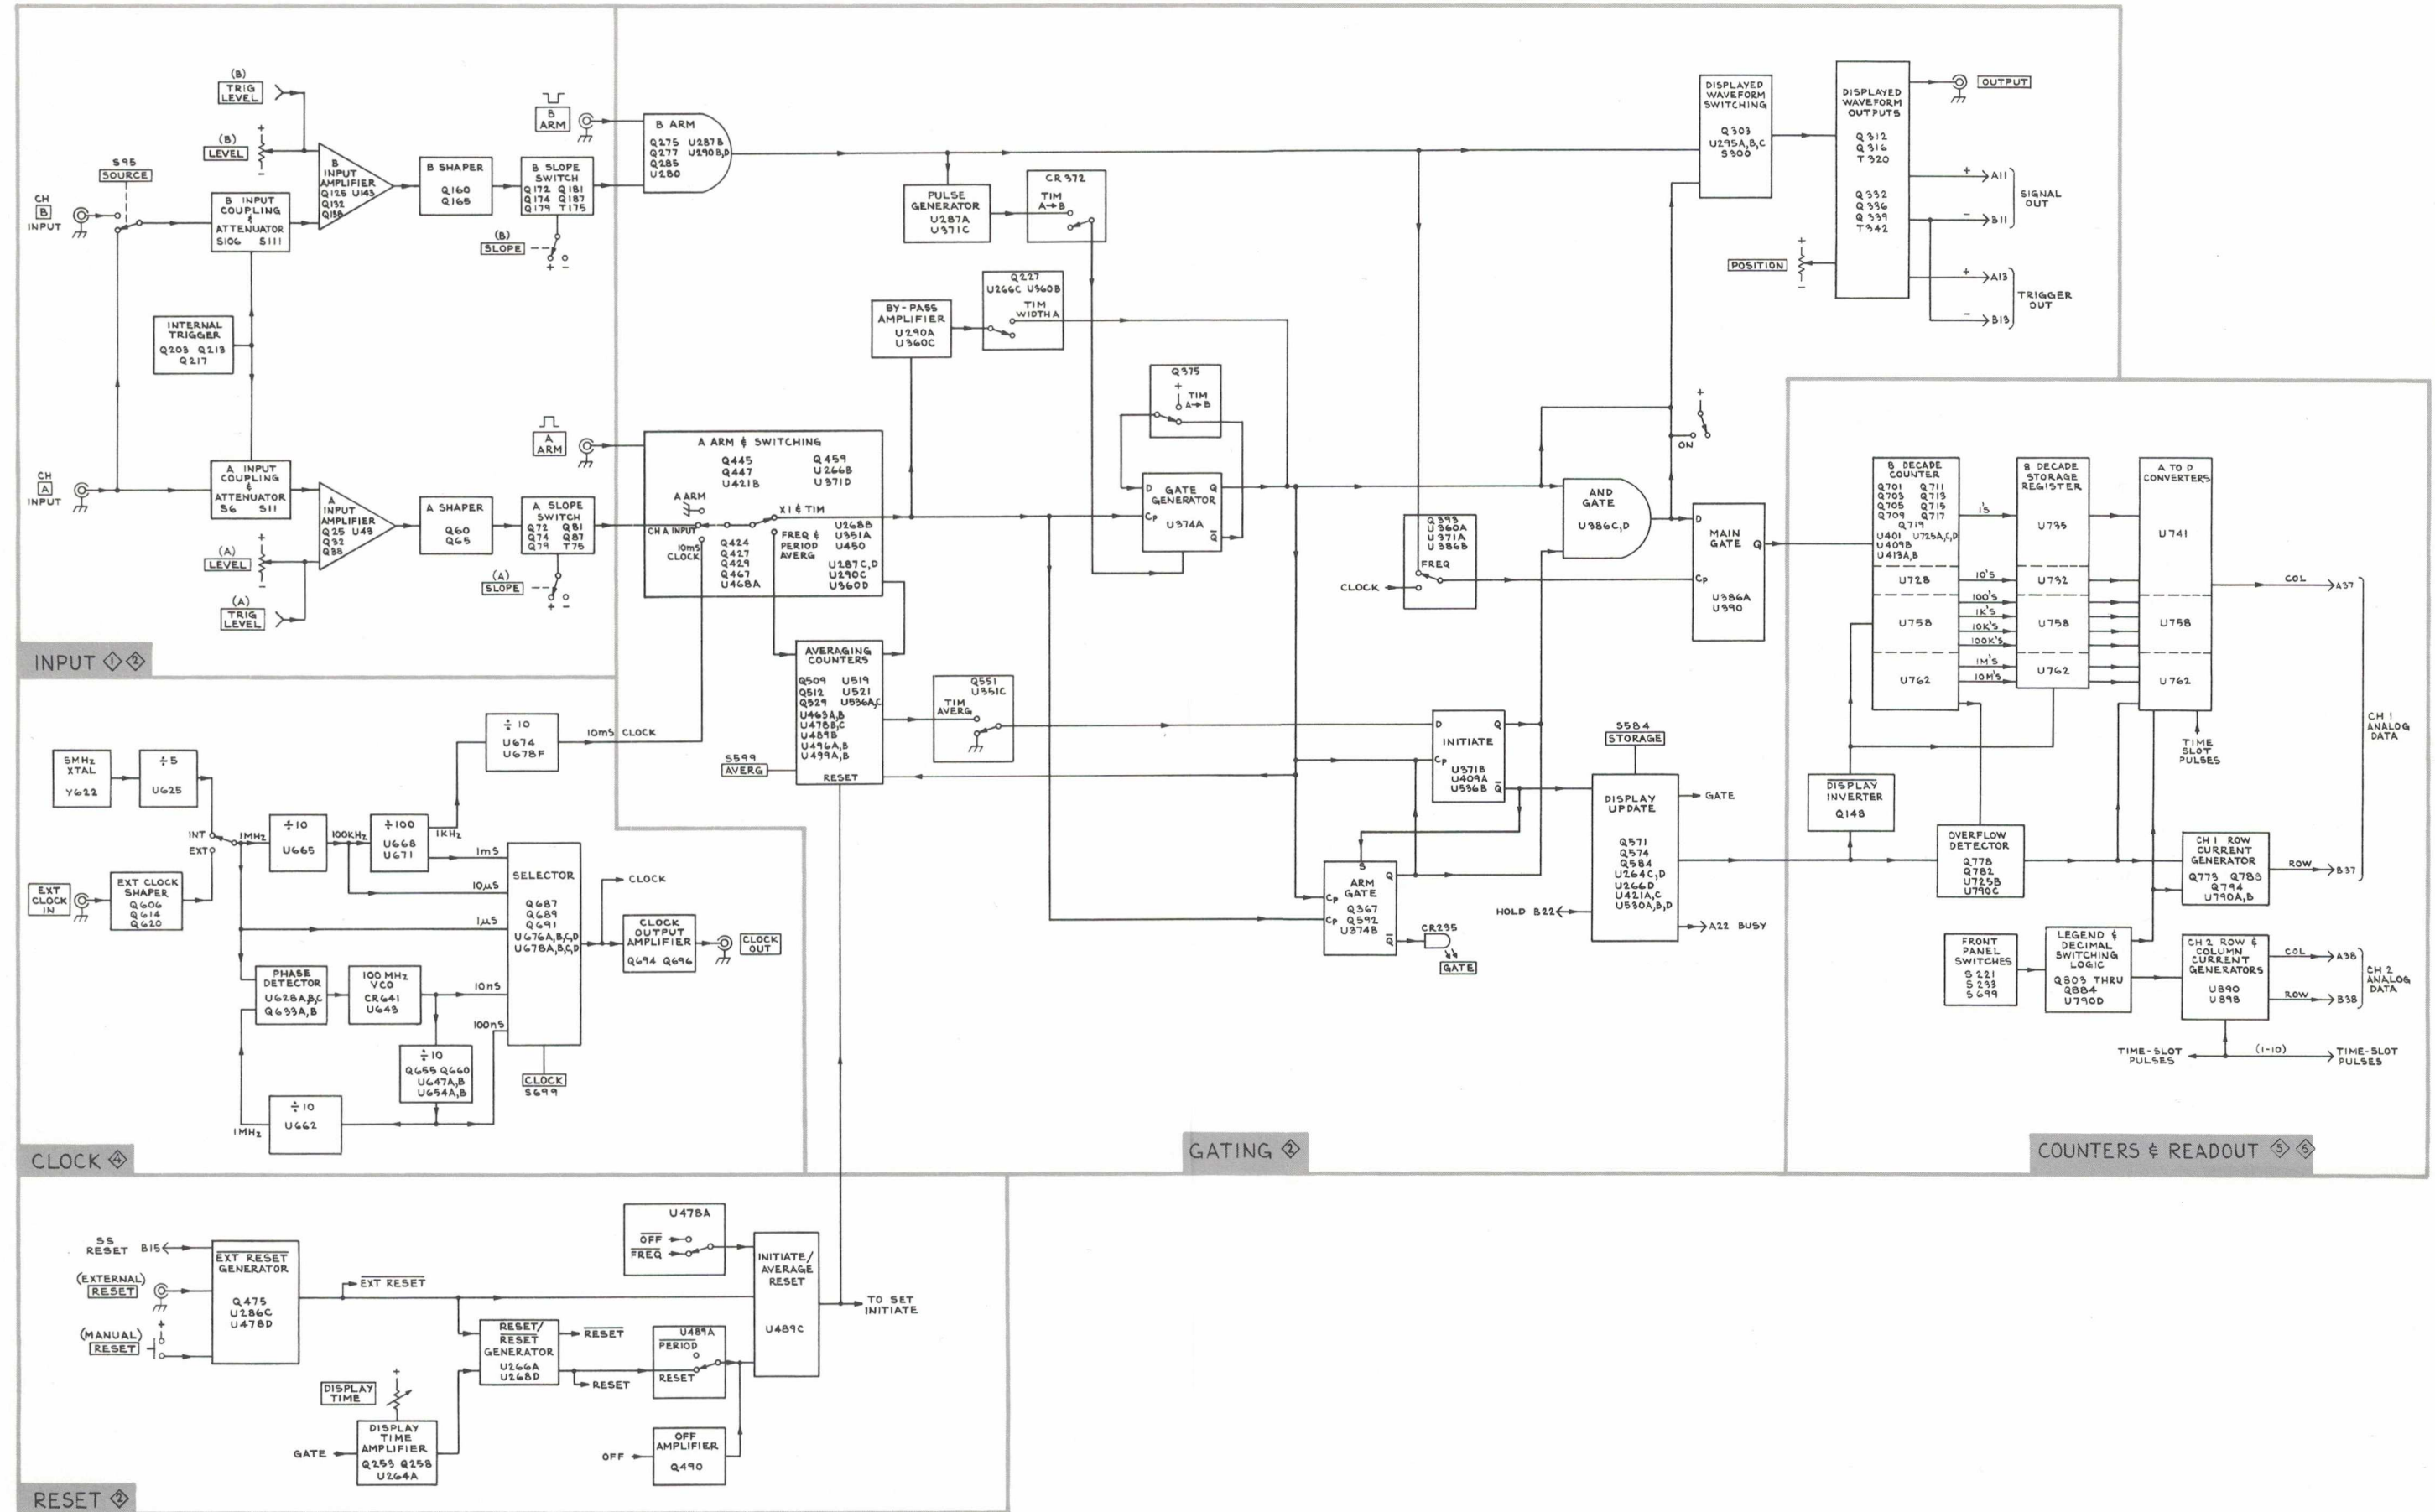 (B)
TRIG
LEVEL
(B)
LEVEL
+
-
S95
SOURCE
CH
B
INPUT
B INPUT
COUPLING
&
ATTENUATOR
S106 S111
B
INPUT
AMPLIFIER
Q125 U143
Q132
Q138
B SHAPER
Q160
Q165
B SLOPE
SWITCH
Q172 Q181
Q174 Q187
Q179 T175
(B)
SLOPE
+ -
INTERNAL
TRIGGER
Q203 Q213
Q217
CH
A
INPUT
A INPUT
COUPLING
&
ATTENUATOR
S6 S11
A
INPUT
AMPLIFIER
Q25 U43
Q32
Q38
+
(A)
LEVEL
-
(A)
TRIG
LEVEL
A SHAPER
Q60
Q65
A SLOPE
SWITCH
Q72 Q81
Q74 Q87
Q79 T75
(A)
SLOPE
+ -
INPUT 1 2
B
ARM
B ARM
Q275 U287B
Q277 U290B,D
Q285
U280
PULSE
GENERATOR
U287A
U371C
CR372
TIM
A→B
BY-PASS
AMPLIFIER
U290A
U360C
Q227
U266C U360B
TIM
WIDTH A
A
ARM
A ARM & SWITCHING
Q445 Q459
Q447 U266B
U421B U371D
A ARM
CH A INPUT
10mS
CLOCK
X1 & TIM
FREQ &
PERIOD
AVERG
Q424
Q427
Q429
Q467
U468A
U268B
U351A
U450
U287C,D
U290C
U360D
Q375
+
TIM
A→B
D GATE Q
GENERATOR
Cp
U374A
Q
AND
GATE
U386C,D
Q393
U360A
U371A
U386B
FREQ
CLOCK
+
ON
D
MAIN
GATE Q
Cp
U386A
U390
DISPLAYED
WAVEFORM
SWITCHING
Q303
U295A,B,C
S300
DISPLAYED
WAVEFORM
OUTPUTS
Q312
Q316
T320
Q332
Q336
Q339
T342
OUTPUT
+ A11
- B11
SIGNAL
OUT
+ A13
- B13
TRIGGER
OUT
+
POSITION
-
AVERAGING
COUNTERS
Q509 U519
Q512 U521
Q529 U536A,C
U463A,B
U478B,C
U489B
U496A,B
U499A,B
RESET
S599
AVERG
Q551
U351C
TIM
AVERG
D Q
INITIATE
Cp
U371B
U409A
U536B Q
S
Q
ARM
GATE
Cp
Cp
Q367
Q592
U374B
Q
CR235
GATE
S584
STORAGE
DISPLAY
UPDATE
Q571
Q574
Q584
U264C,D
U266D
U421A,C
U530A,B,D
GATE
HOLD B22
A22 BUSY
GATING 2
8 DECADE
COUNTER
Q701 Q711
Q703 Q713
Q705 Q715
Q709 Q717
Q719
U401 U725A,C,D
U409B
U413A,B
U728
U758
U762
1'S
10'S
100'S
1K'S
10K'S
100K'S
1M'S
10M'S
8 DECADE
STORAGE
REGISTER
U735
U732
U758
U762
A TO D
CONVERTERS
U741
U758
U762
TIME
SLOT
PULSES
COL A37
CH 1
ANALOG
DATA
ROW B37
DISPLAY
INVERTER
Q148
OVERFLOW
DETECTOR
Q778
Q782
U725B
U790C
CH 1 ROW
CURRENT
GENERATOR
Q773 Q783
Q794
U790A,B
FRONT
PANEL
SWITCHES
S221
S233
S699
LEGEND &
DECIMAL
SWITCHING
LOGIC
Q803 THRU
Q884
U790D
CH 2 ROW &
COLUMN
CURRENT
GENERATORS
U890
U898
COL A38
ROW B38
CH 2
ANALOG
DATA
TIME-SLOT
PULSES
(1-10)
TIME-SLOT
PULSES
COUNTERS & READOUT 5 6
5MHz
XTAL
Y622
÷5
U625
INT
EXT
1MHz
EXT
CLOCK
IN
EXT CLOCK
SHAPER
Q606
Q614
Q620
÷10
U665
100KHz
÷100
U668
U671
1KHz
÷10
U674
U678F
10mS CLOCK
1mS
10µS
1µS
10nS
100nS
SELECTOR
Q687
Q689
Q691
U676A,B,C,D
U678A,B,C,D
CLOCK
S699
CLOCK
CLOCK
OUTPUT
AMPLIFIER
Q694 Q696
CLOCK
OUT
PHASE
DETECTOR
U628A,B,C
Q633A,B
100 MHz
VCO
CR641
U643
÷10
Q655 Q660
U647A,B
U654A,B
÷10
U662
1MHz
CLOCK 4
SS
RESET B15
(EXTERNAL)
RESET
+
(MANUAL)
RESET
EXT RESET
GENERATOR
Q475
U286C
U478D
EXT RESET
RESET/
RESET
GENERATOR
U266A
U268D
RESET
RESET
+
DISPLAY
TIME
GATE
DISPLAY
TIME
AMPLIFIER
Q253 Q258
U264A
U478A
OFF
FREQ
U489A
PERIOD
RESET
OFF
OFF
AMPLIFIER
Q490
INITIATE/
AVERAGE
RESET
U489C
TO SET
INITIATE
RESET 2